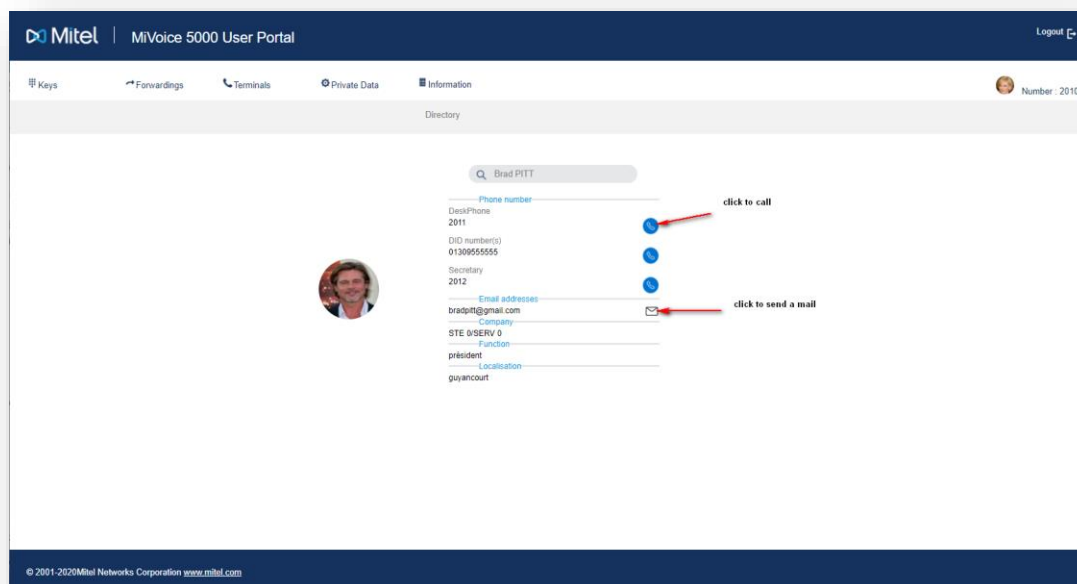 Mitel | MiVoice 5000 User Portal
Logout
Keys Forwardings Terminals Private Data Information
Number : 2010
Directory
Brad PITT
Phone number
click to call
DeskPhone
2011
DID number(s)
01309555555
Secretary
2012
Email addresses
bradpitt@gmail.com
click to send a mail
Company
STE 0/SERV 0
Function
président
Localisation
guyancourt
© 2001-2020Mitel Networks Corporation www.mitel.com